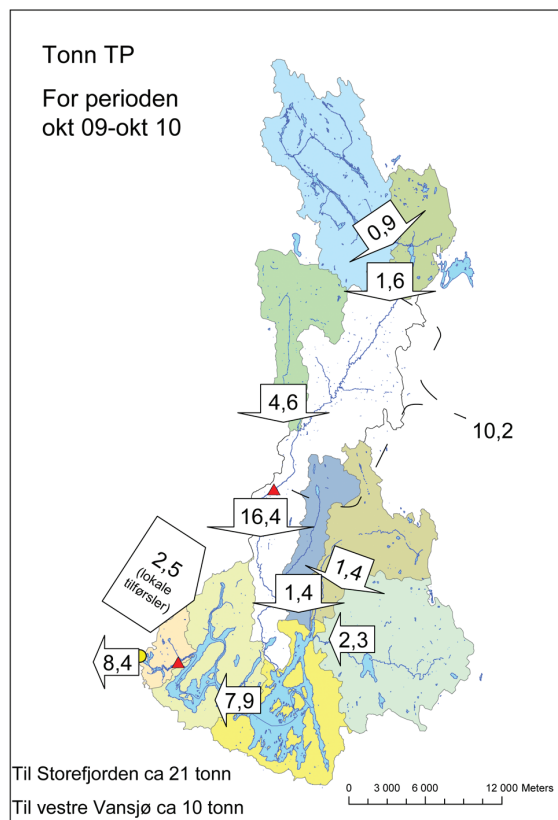 Tonn TP
For perioden
okt 09-okt 10
0,9
1,6
4,6
10,2
16,4
2,5
(lokale
tilførsler)
1,4
1,4
2,3
8,4
7,9
Til Storefjorden ca 21 tonn
Til vestre Vansjø ca 10 tonn
0 3 000 6 000 12 000 Meters